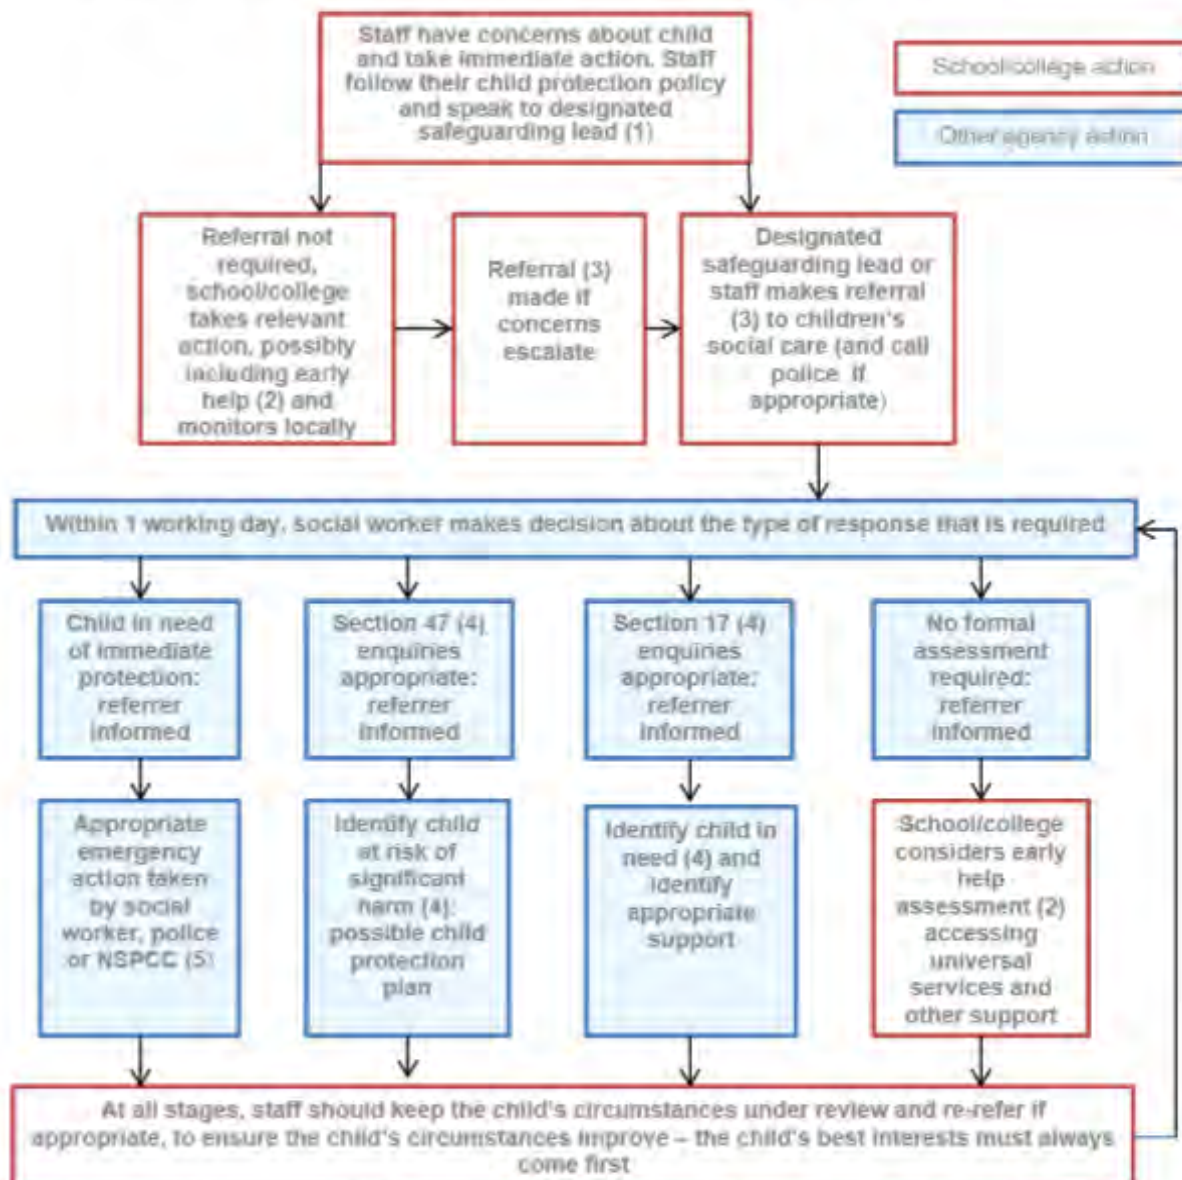 Staff have concerns about child
and take immediate action. Staff
follow their child protection policy
and speak to designated
safeguarding lead (1)
School/college action
Other agency action
Referral not
required,
school/college
takes relevant
action, possibly
including early
help (2) and
monitors locally
Referral (3)
made if
concerns
escalate
Designated
safeguarding lead or
staff makes referral
(3) to children's
social care (and call
police if
appropriate)
Within 1 working day, social worker makes decision about the type of response that is required
Child in need
of immediate
protection:
referrer
informed
Section 47 (4)
enquiries
appropriate:
referrer
informed
Section 17 (4)
enquiries
appropriate:
referrer
informed
No formal
assessment
required:
referrer
informed
Appropriate
emergency
action taken
by social
worker, police
or NSPCC (5)
Identify child
at risk of
significant
harm (4):
possible child
protection
plan
Identify child in
need (4) and
identify
appropriate
support
School/college
considers early
help
assessment (2)
accessing
universal
services and
other support
At all stages, staff should keep the child's circumstances under review and re-refer if
appropriate, to ensure the child's circumstances improve – the child's best interests must always
come first